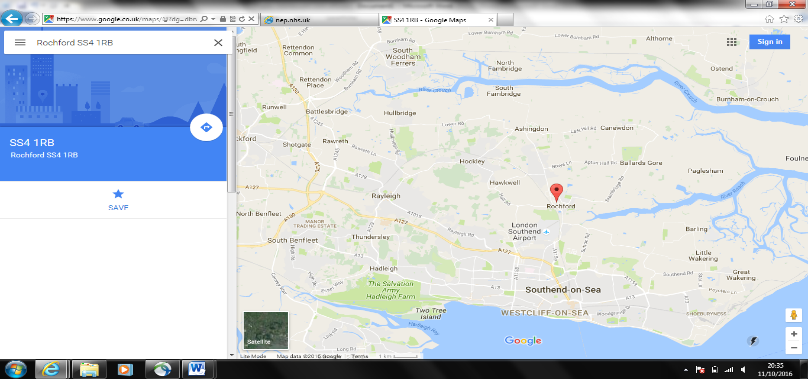 https://www.google.co.uk/maps/@?dg=dbn
nep.nhs.uk
SS4 1RB - Google Maps
Rochford SS4 1RB
SS4 1RB
Rochford SS4 1RB
SAVE
Sign in
Althorne
Rettendon Common
South Woodham Ferrers
North Fambridge
Ostend
Rettendon Place
South Fambridge
Burnham-on-Crouch
Runwell
Battlesbridge
Hullbridge
Wickford
Shotgate
Rawreth
Ashingdon
Canewdon
Hockley
Ballards Gore
Paglesham
Foulne
Hawkwell
A127
Rayleigh
Rochford
North Benfleet
MANOR TRADING ESTATE
London Southend Airport
Barling
South Benfleet
Thundersley
Little Wakering
Great Wakering
Hadleigh
The Salvation Army Hadleigh Farm
Southend-on-Sea
SHOEBURYNESS
Two Tree Island
WESTCLIFF-ON-SEA
Satellite
Google
Lite Mode
Map data ©2016 Google
Terms
1 km
20:35
11/10/2016